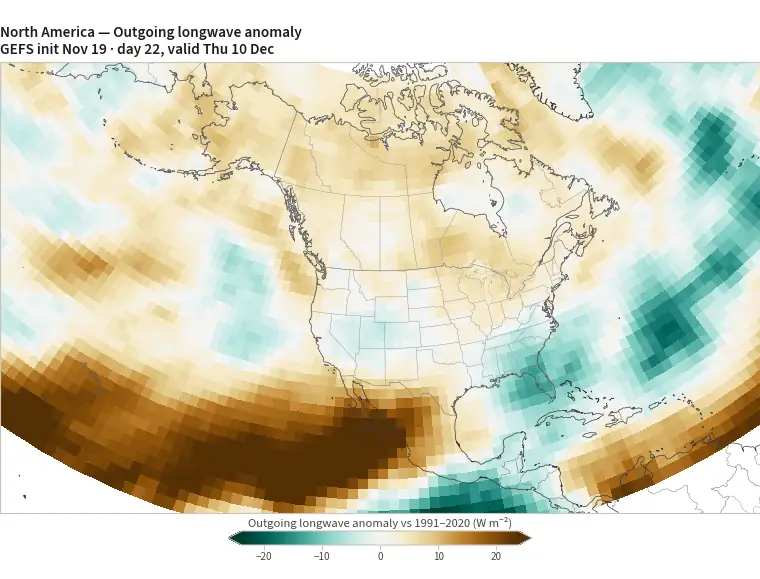 North America — Outgoing longwave anomaly
GEFS init Nov 19 · day 22, valid Thu 10 Dec
Outgoing longwave anomaly vs 1991–2020 (W m⁻²)
−20 −10 0 10 20